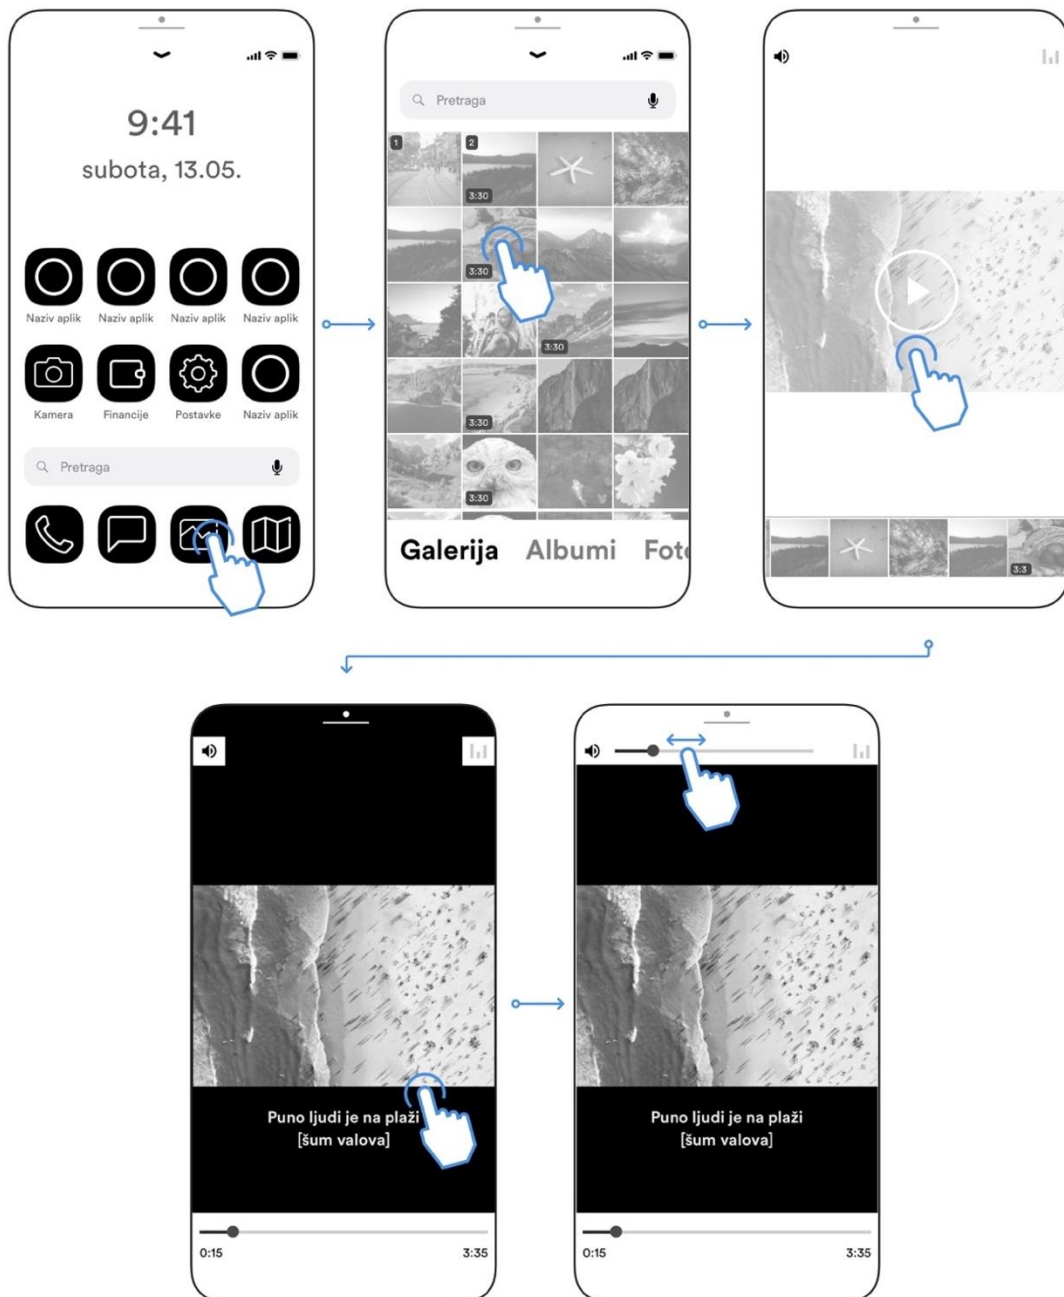 9:41
subota, 13.05.
Naziv aplik Naziv aplik Naziv aplik Naziv aplik
Kamera Financije Postavke Naziv aplik
Pretraga
Pretraga
1 2
3:30
3:30
3:30
3:30
3:30
Galerija Albumi Foto
3:3
Puno ljudi je na plaži
[šum valova]
0:15 3:35
Puno ljudi je na plaži
[šum valova]
0:15 3:35